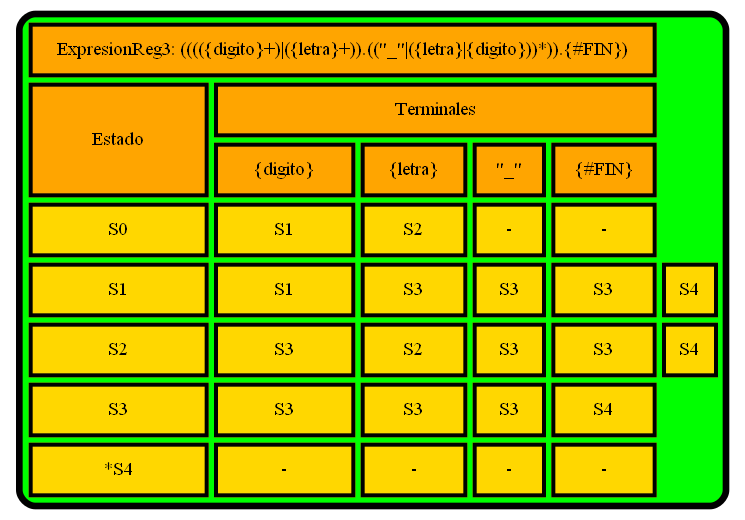 ExpresionReg3: (((({digito}+)|({letra}+)).(("_"|({letra}|{digito}))*)).{#FIN})
Estado Terminales
{digito} {letra} "_" {#FIN}
S0 S1 S2 - -
S1 S1 S3 S3 S3 S4
S2 S3 S2 S3 S3 S4
S3 S3 S3 S3 S4
*S4 - - - -